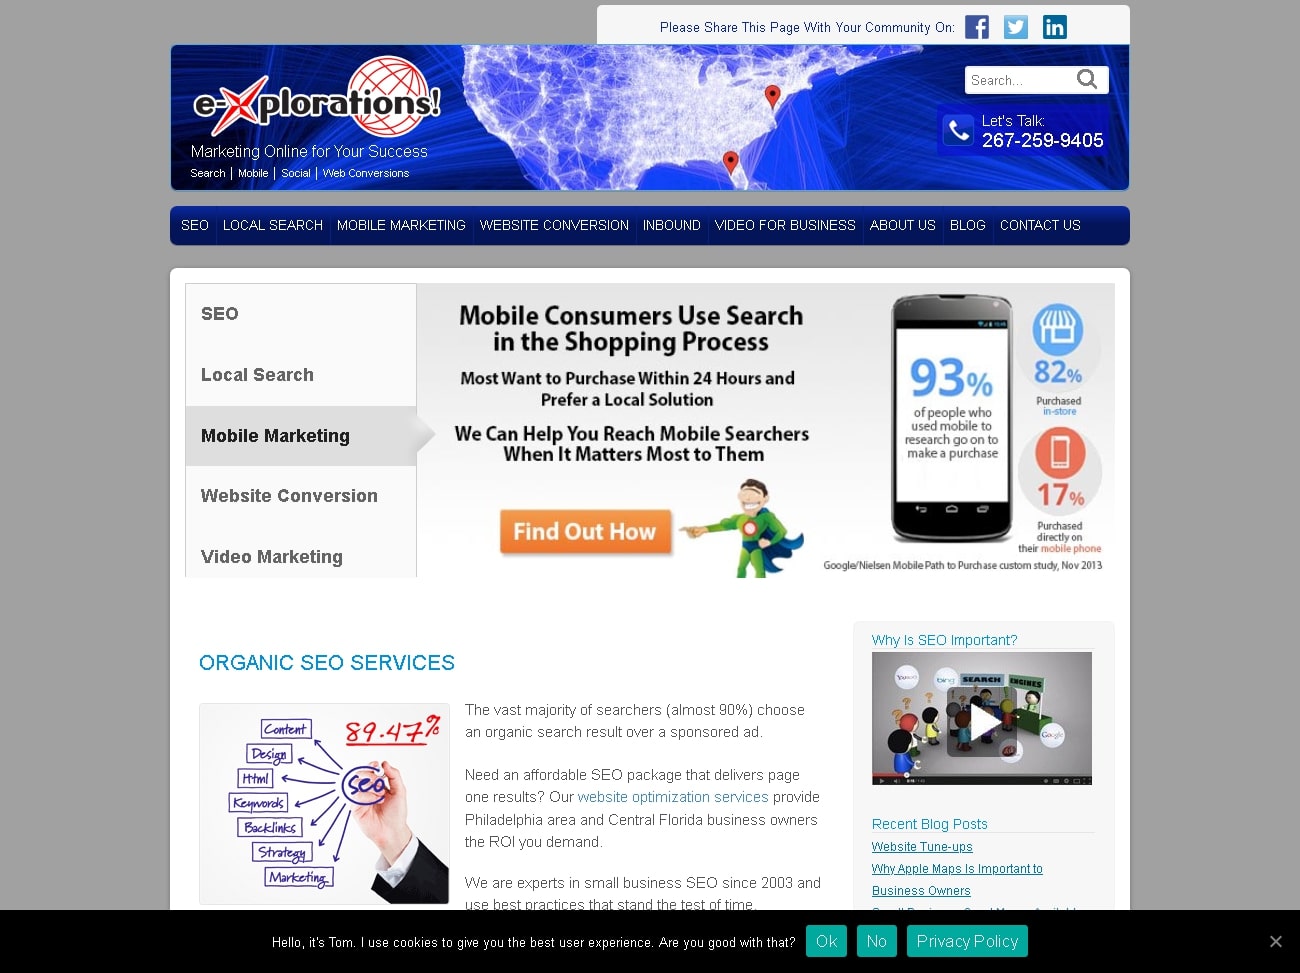 Please Share This Page With Your Community On:
e-Xplorations!
Marketing Online for Your Success
Search | Mobile | Social | Web Conversions
Search...
Let's Talk:
267-259-9405
SEO LOCAL SEARCH MOBILE MARKETING WEBSITE CONVERSION INBOUND VIDEO FOR BUSINESS ABOUT US BLOG CONTACT US
SEO
Local Search
Mobile Marketing
Website Conversion
Video Marketing
Mobile Consumers Use Search
in the Shopping Process
Most Want to Purchase Within 24 Hours and
Prefer a Local Solution
We Can Help You Reach Mobile Searchers
When It Matters Most to Them
Find Out How
93%
of people who
used mobile to
research go on to
make a purchase
82%
Purchased
in-store
17%
Purchased
directly on
their mobile phone
Google/Nielsen Mobile Path to Purchase custom study, Nov 2013
ORGANIC SEO SERVICES
89.47%
Content
Design
Html
Keywords
Backlinks
Strategy
Marketing
seo
The vast majority of searchers (almost 90%) choose
an organic search result over a sponsored ad.
Need an affordable SEO package that delivers page
one results? Our website optimization services provide
Philadelphia area and Central Florida business owners
the ROI you demand.
We are experts in small business SEO since 2003 and
use best practices that stand the test of time.
Why Is SEO Important?
Yahoo!
bing
SEARCH ENGINES
Google
Ask
Recent Blog Posts
Website Tune-ups
Why Apple Maps Is Important to
Business Owners
Hello, it's Tom. I use cookies to give you the best user experience. Are you good with that?
Ok
No
Privacy Policy